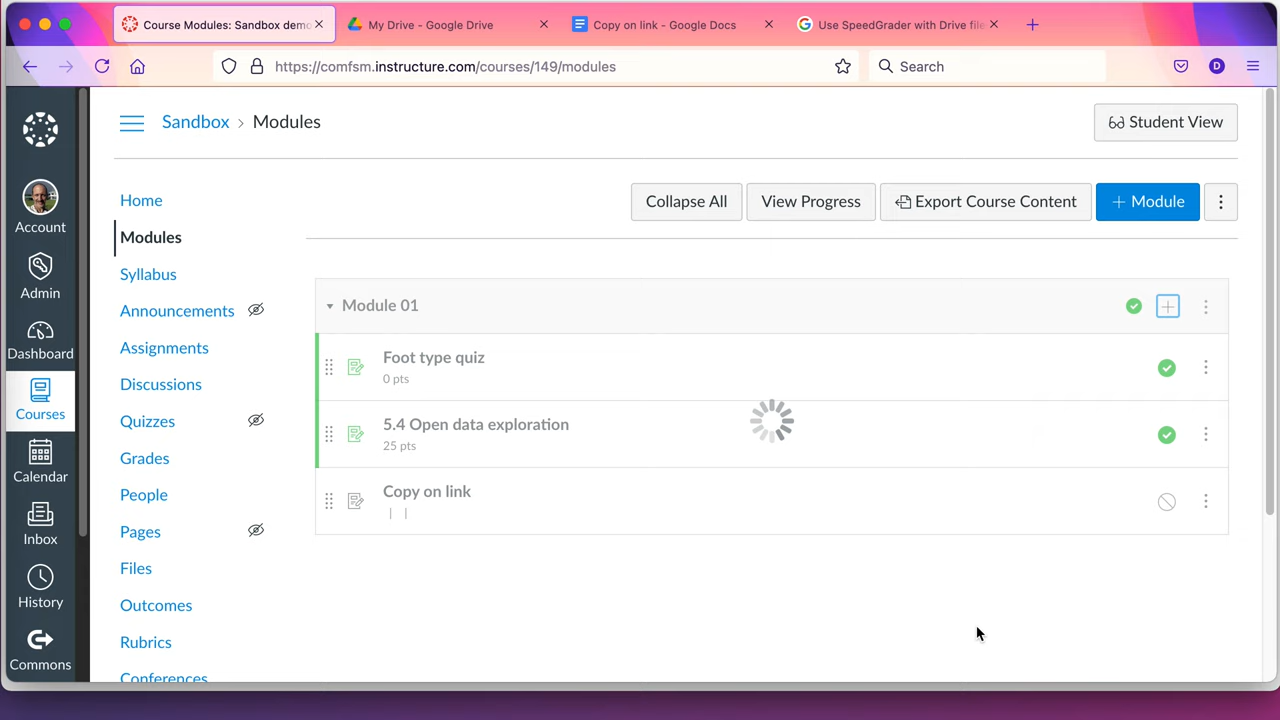 Course Modules: Sandbox demo
My Drive - Google Drive
Copy on link - Google Docs
Use SpeedGrader with Drive file
https://comfsm.instructure.com/courses/149/modules
Search
D
Sandbox > Modules
Student View
Account
Admin
Dashboard
Courses
Calendar
Inbox
History
Commons
Home
Modules
Syllabus
Announcements
Assignments
Discussions
Quizzes
Grades
People
Pages
Files
Outcomes
Rubrics
Conferences
Collapse All
View Progress
Export Course Content
+ Module
Module 01
Foot type quiz
0 pts
5.4 Open data exploration
25 pts
Copy on link
| |